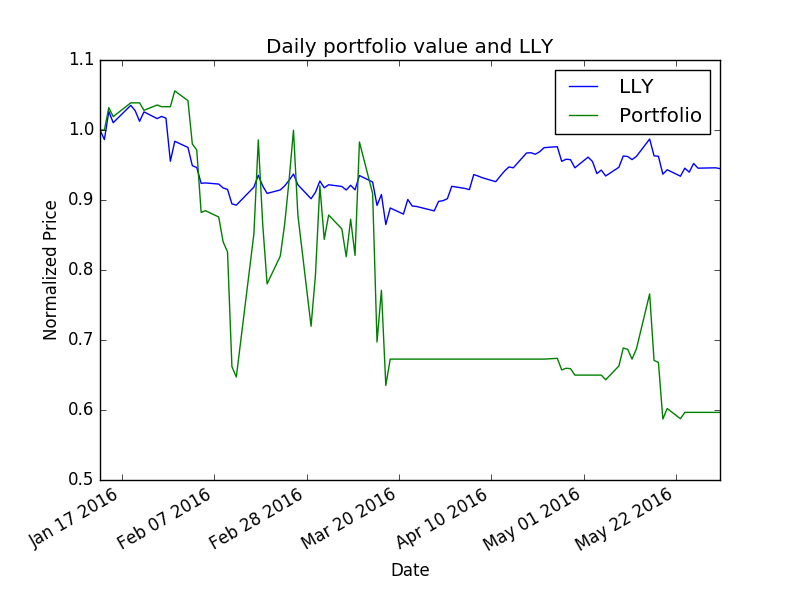 Daily portfolio value and LLY
LLY
Portfolio
1.1
1.0
0.9
0.8
0.7
0.6
0.5
Normalized Price
Jan 17 2016
Feb 07 2016
Feb 28 2016
Mar 20 2016
Apr 10 2016
May 01 2016
May 22 2016
Date